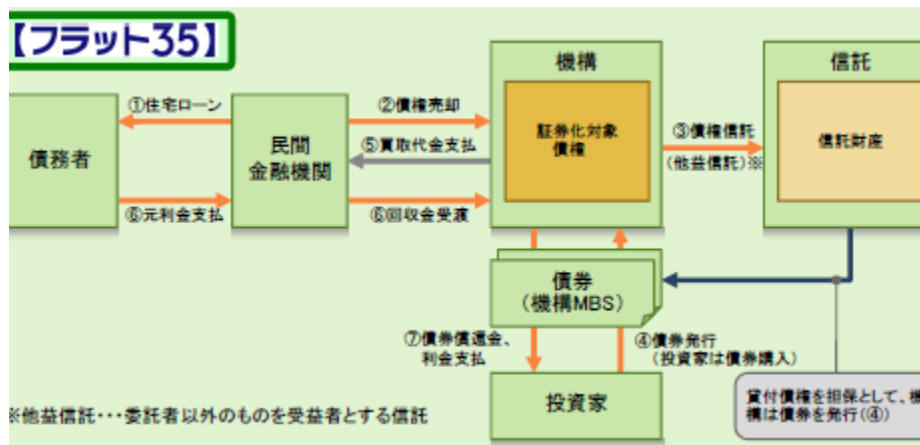 【フラット35】
機構
信託
①住宅ローン
②債権売却
証券化対象
債権
③債権信託
(他益信託)※
信託財産
債務者
民間
金融機関
⑤買取代金支払
⑥元利金支払
⑥回収金受渡
債券
(機構MBS)
⑦債券償還金、
利金支払
④債券発行
(投資家は債券購入)
投資家
貸付債権を担保として、機
構は債券を発行(④)
※他益信託・・・委託者以外のものを受益者とする信託